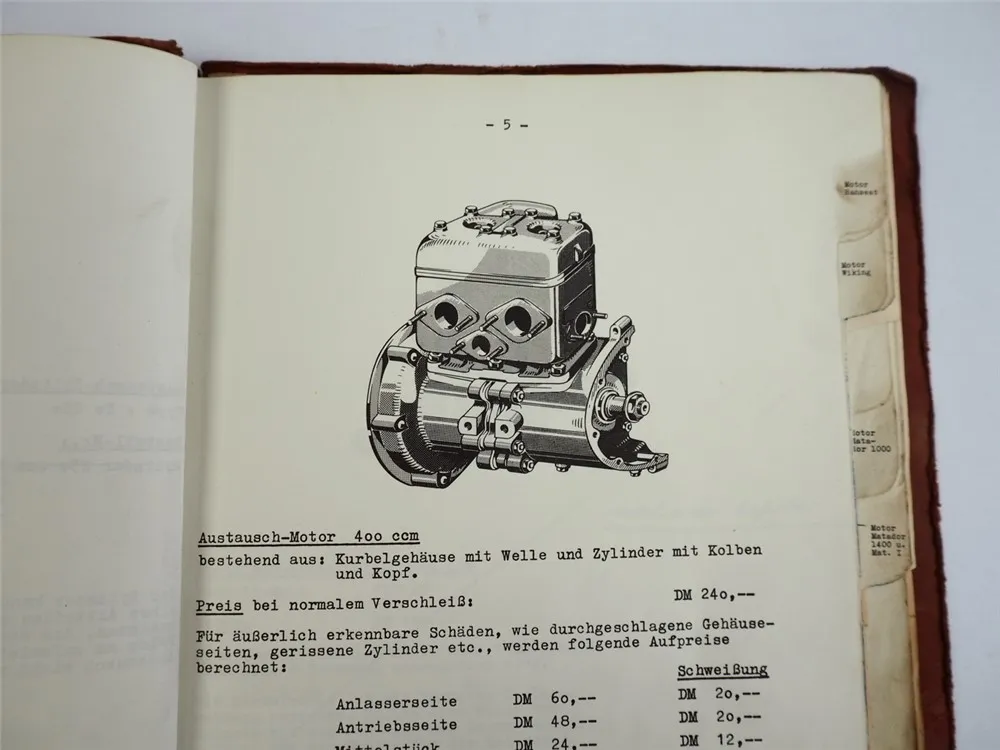 - 5 -
Austausch-Motor 4oo ccm
bestehend aus: Kurbelgehäuse mit Welle und Zylinder mit Kolben
und Kopf.
Preis bei normalem Verschleiß: DM 24o,--
Für äußerlich erkennbare Schäden, wie durchgeschlagene Gehäuse-
seiten, gerissene Zylinder etc., werden folgende Aufpreise
berechnet: Schweißung
Anlasserseite DM 6o,-- DM 2o,--
Antriebsseite DM 48,-- DM 2o,--
Mittelstück DM 24,-- DM 12,--
Motor
Hanseat
Motor
Wiking
otor
ata-
or 1000
Motor
Matador
1400 u.
Mat. I